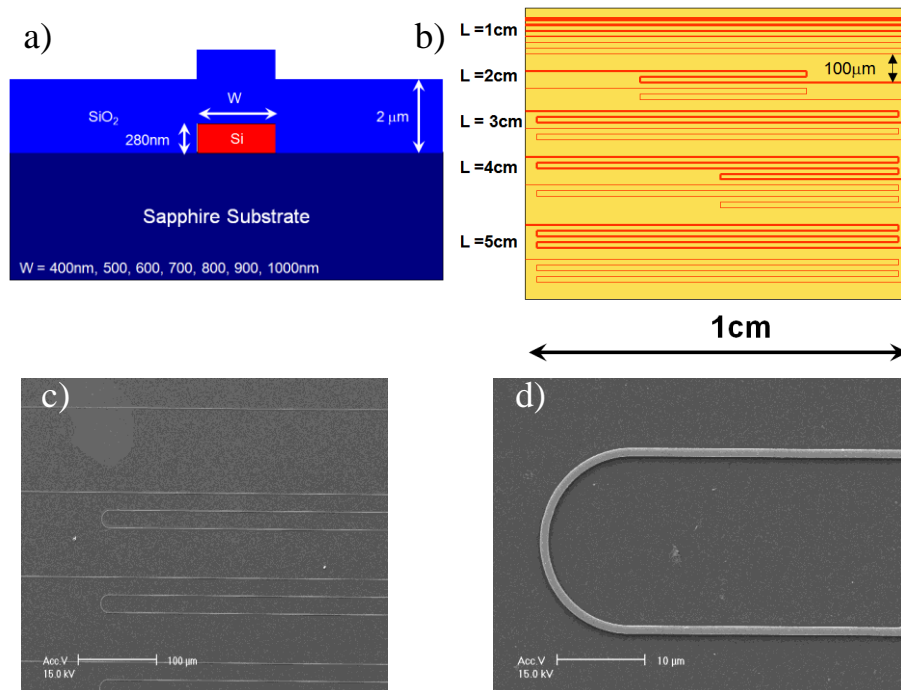 a)
W
SiO₂
2 μm
280nm
Si
Sapphire Substrate
W = 400nm, 500, 600, 700, 800, 900, 1000nm
b)
L =1cm
100μm
L =2cm
L = 3cm
L =4cm
L =5cm
1cm
c)
Acc.V
100 μm
15.0 kV
d)
Acc.V
10 μm
15.0 kV